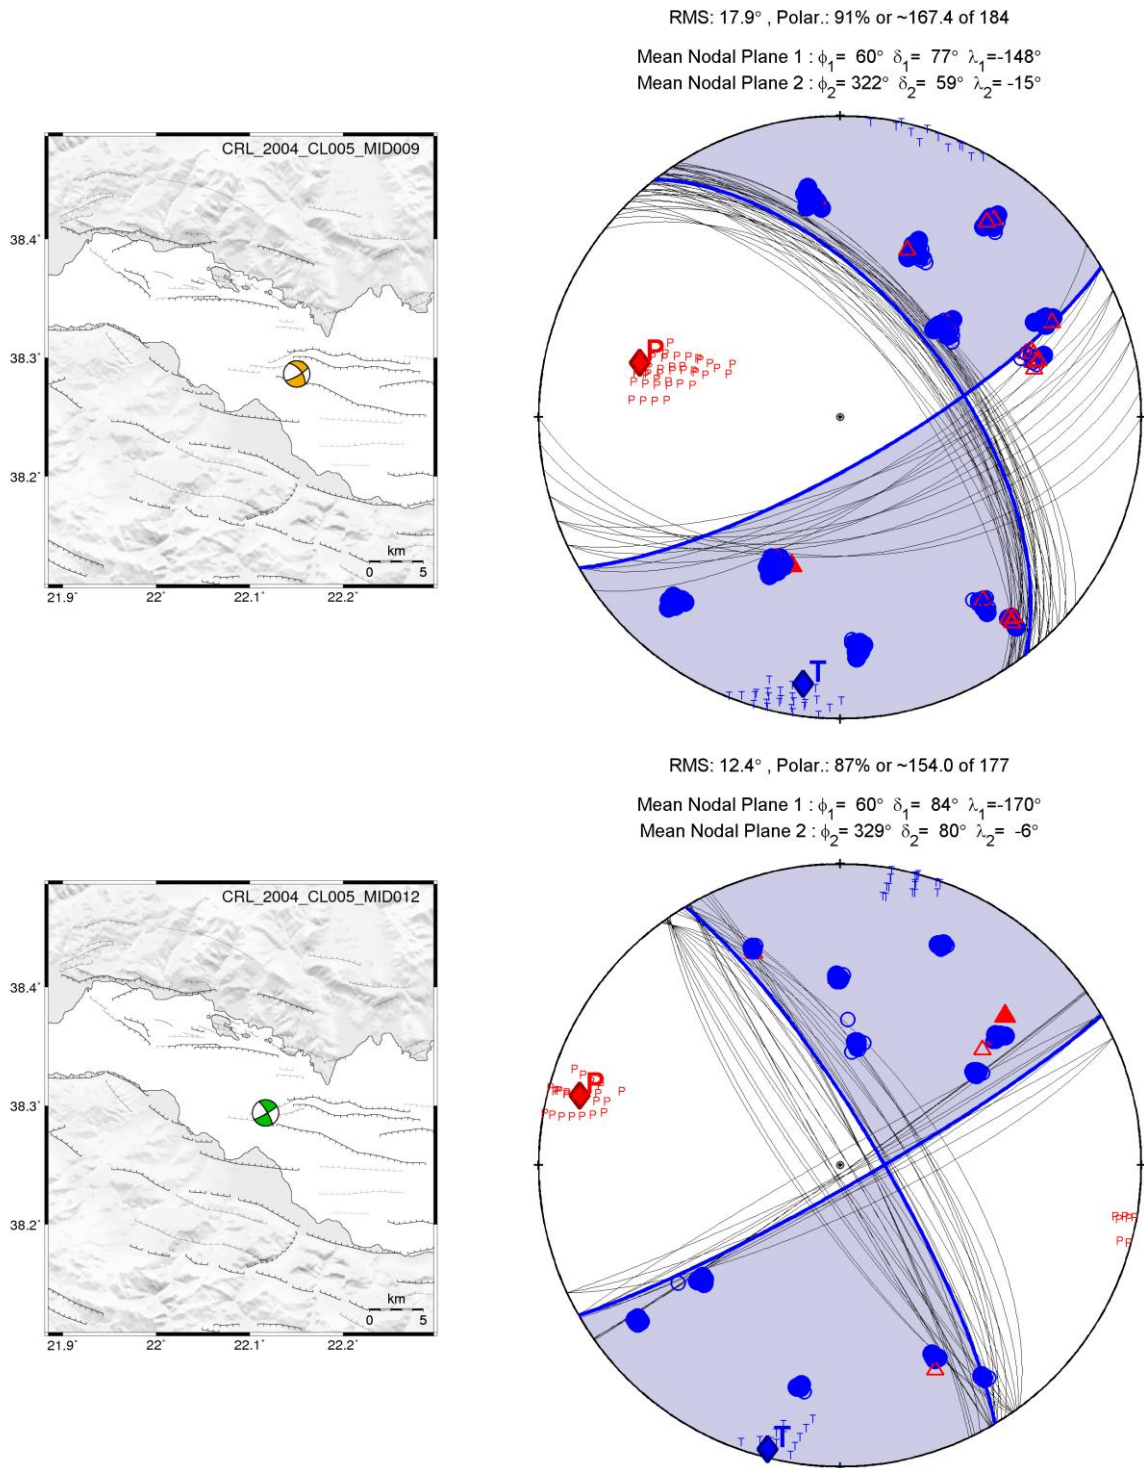 RMS: 17.9° , Polar.: 91% or ~167.4 of 184
Mean Nodal Plane 1 : ϕ1= 60° δ1= 77° λ1=-148°
Mean Nodal Plane 2 : ϕ2= 322° δ2= 59° λ2= -15°
CRL_2004_CL005_MID009
38.4°
38.3°
38.2°
km
0 5
21.9° 22° 22.1° 22.2°
P
T
RMS: 12.4° , Polar.: 87% or ~154.0 of 177
Mean Nodal Plane 1 : ϕ1= 60° δ1= 84° λ1=-170°
Mean Nodal Plane 2 : ϕ2= 329° δ2= 80° λ2= -6°
CRL_2004_CL005_MID012
38.4°
38.3°
38.2°
km
0 5
21.9° 22° 22.1° 22.2°
P
T